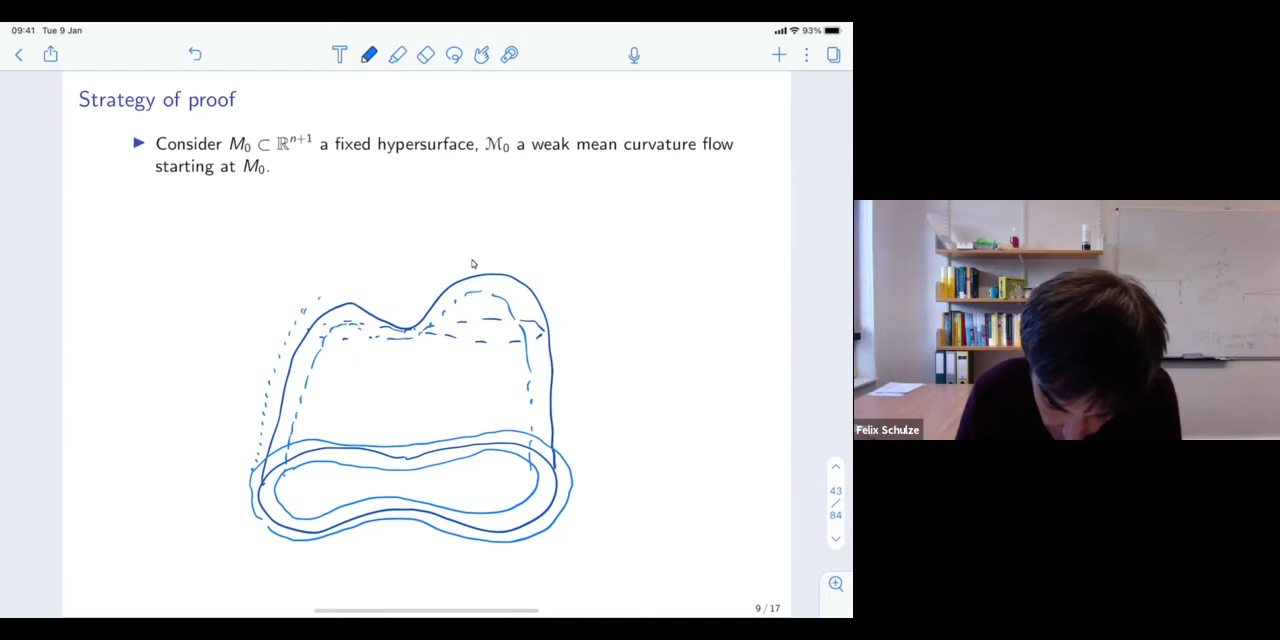 09:41 Tue 9 Jan
93%
T
Strategy of proof
Consider M₀ ⊂ ℝⁿ⁺¹ a fixed hypersurface, ℳ₀ a weak mean curvature flow
starting at M₀.
Felix Schulze
43
/
84
9 / 17